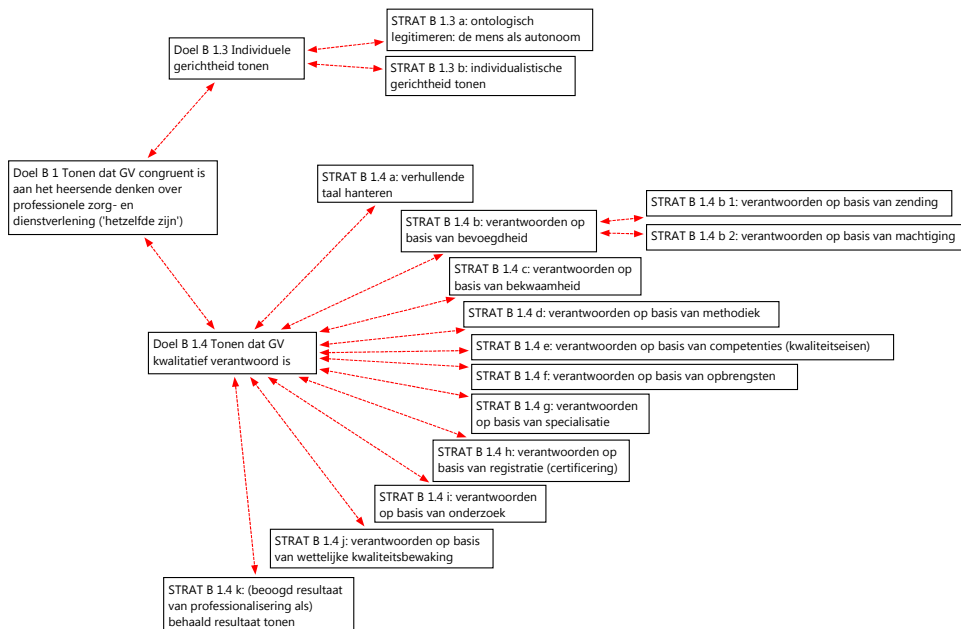 STRAT B 1.3 a: ontologisch
legitimeren: de mens als autonoom
Doel B 1.3 Individuele
gerichtheid tonen
STRAT B 1.3 b: individualistische
gerichtheid tonen
Doel B 1 Tonen dat GV congruent is
aan het heersende denken over
professionele zorg- en
dienstverlening ('hetzelfde zijn')
STRAT B 1.4 a: verhullende
taal hanteren
STRAT B 1.4 b: verantwoorden op
basis van bevoegdheid
STRAT B 1.4 b 1: verantwoorden op basis van zending
STRAT B 1.4 b 2: verantwoorden op basis van machtiging
STRAT B 1.4 c: verantwoorden op
basis van bekwaamheid
STRAT B 1.4 d: verantwoorden op basis van methodiek
Doel B 1.4 Tonen dat GV
kwalitatief verantwoord is
STRAT B 1.4 e: verantwoorden op basis van competenties (kwaliteitseisen)
STRAT B 1.4 f: verantwoorden op basis van opbrengsten
STRAT B 1.4 g: verantwoorden
op basis van specialisatie
STRAT B 1.4 h: verantwoorden op
basis van registratie (certificering)
STRAT B 1.4 i: verantwoorden
op basis van onderzoek
STRAT B 1.4 j: verantwoorden op basis
van wettelijke kwaliteitsbewaking
STRAT B 1.4 k: (beoogd resultaat
van professionalisering als)
behaald resultaat tonen